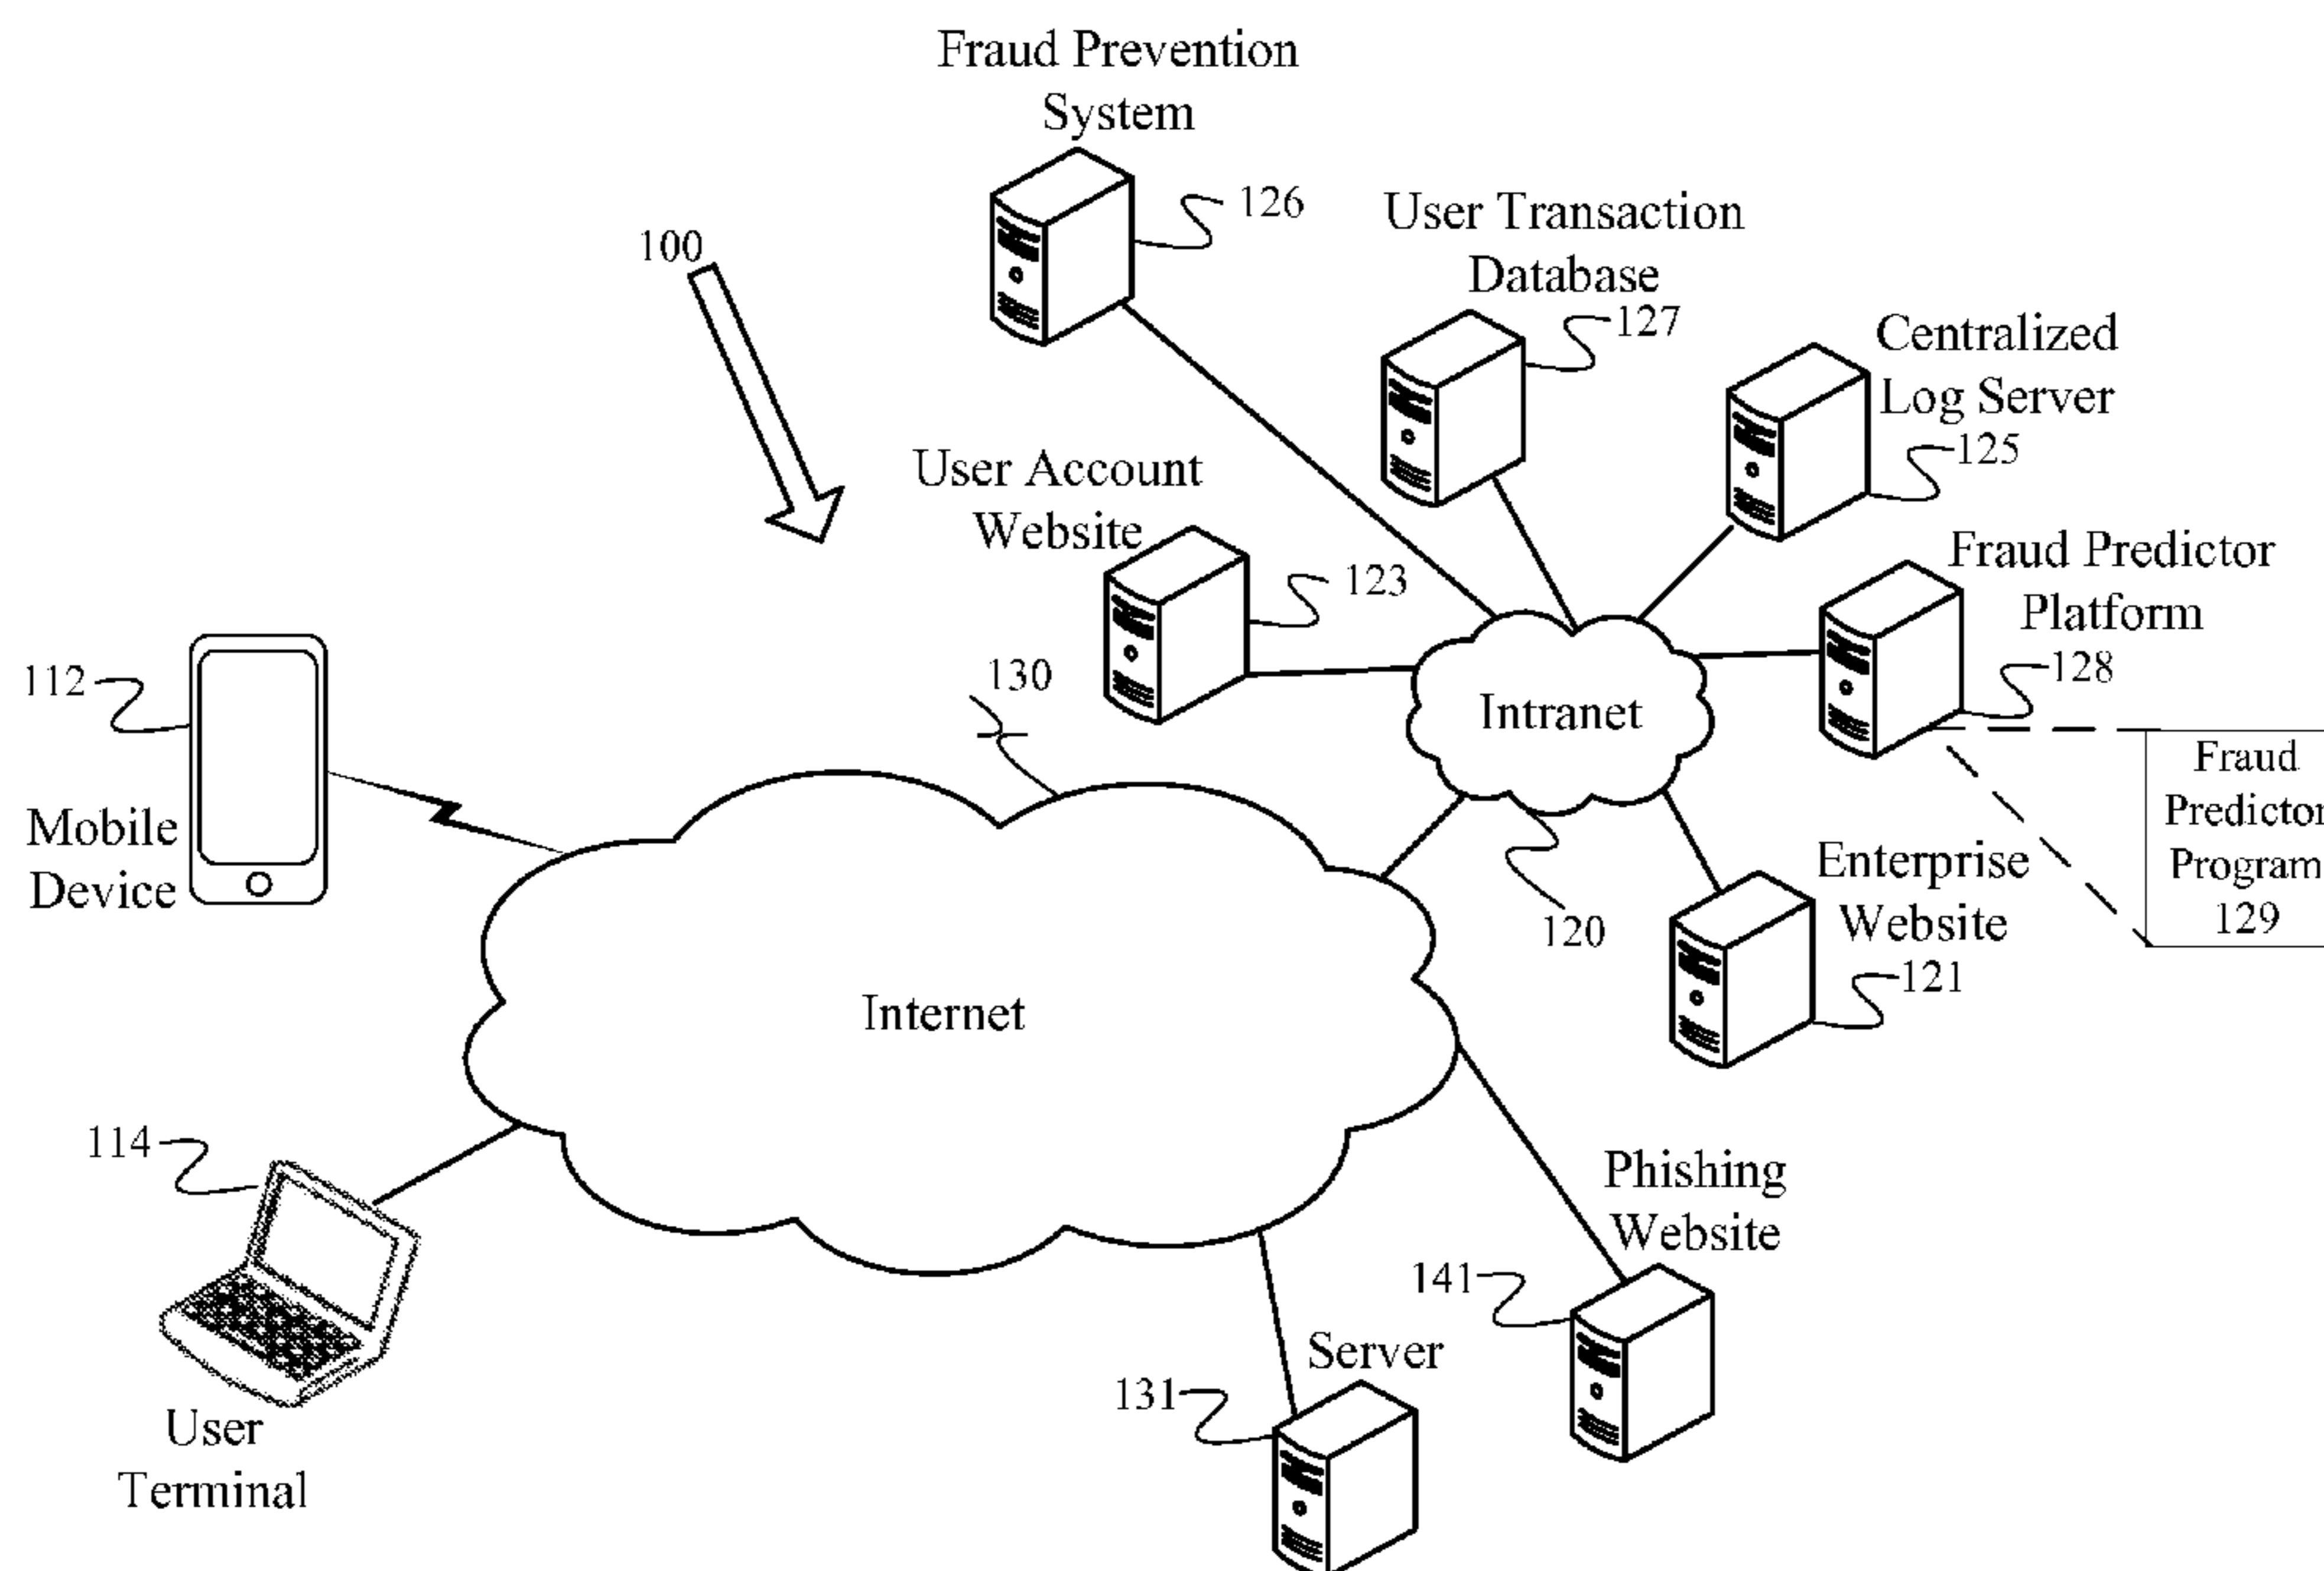 Fraud Prevention
System
126
100
User Transaction
Database
127
Centralized
Log Server
125
User Account
Website
123
Fraud Predictor
Platform
128
112
130
Intranet
Fraud
Predictor
Program
129
Mobile
Device
Enterprise
Website
120
121
Internet
114
Phishing
Website
141
Server
131
User
Terminal